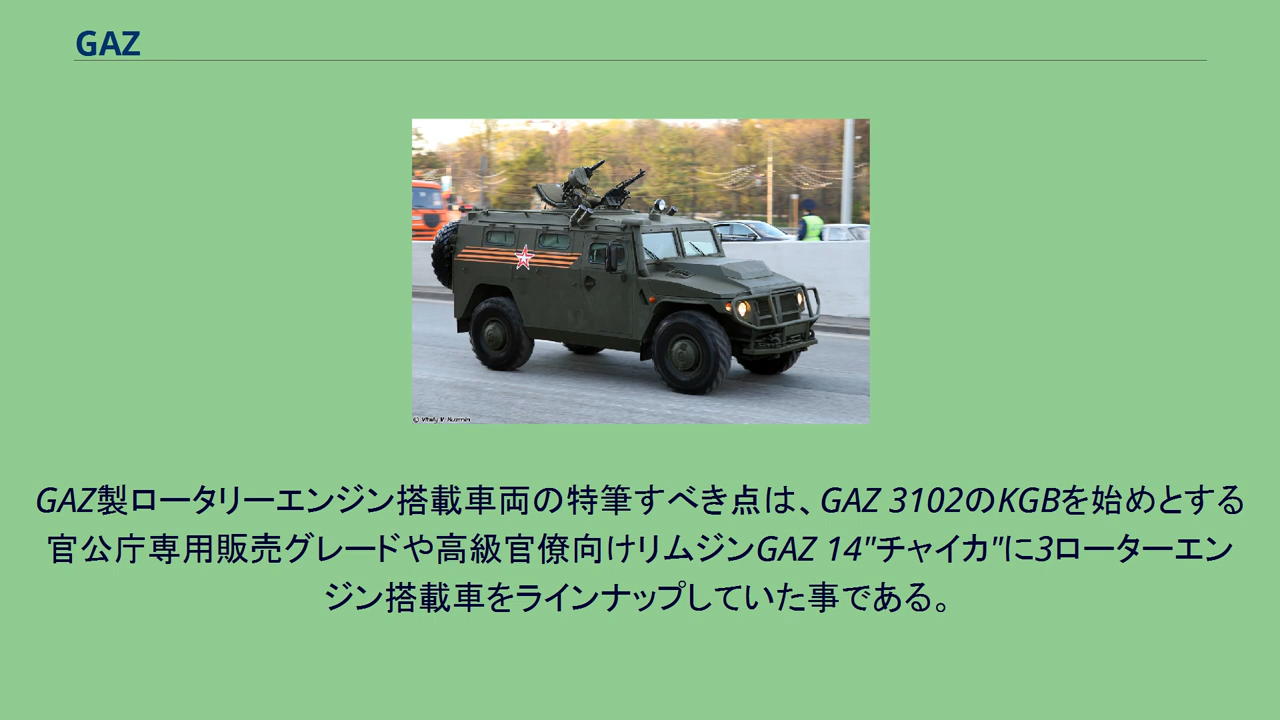 GAZ
© Vitaly V. Kuzmin
GAZ製ロータリーエンジン搭載車両の特筆すべき点は、GAZ 3102のKGBを始めとする
官公庁専用販売グレードや高級官僚向けリムジンGAZ 14"チャイカ"に3ローターエン
ジン搭載車をラインナップしていた事である。